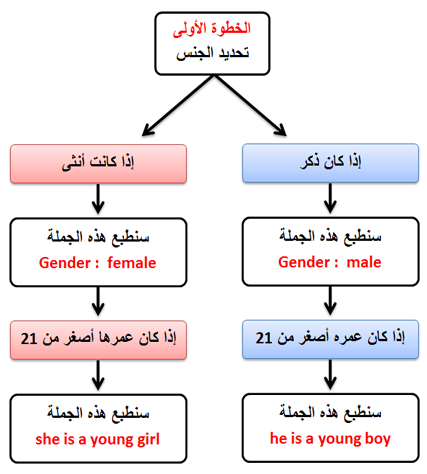 الخطوة الأولى
تحديد الجنس
إذا كان ذكر
إذا كانت أنثى
سنطبع هذه الجملة
Gender : male
سنطبع هذه الجملة
Gender : female
إذا كان عمره أصغر من 21
إذا كان عمرها أصغر من 21
سنطبع هذه الجملة
he is a young boy
سنطبع هذه الجملة
she is a young girl